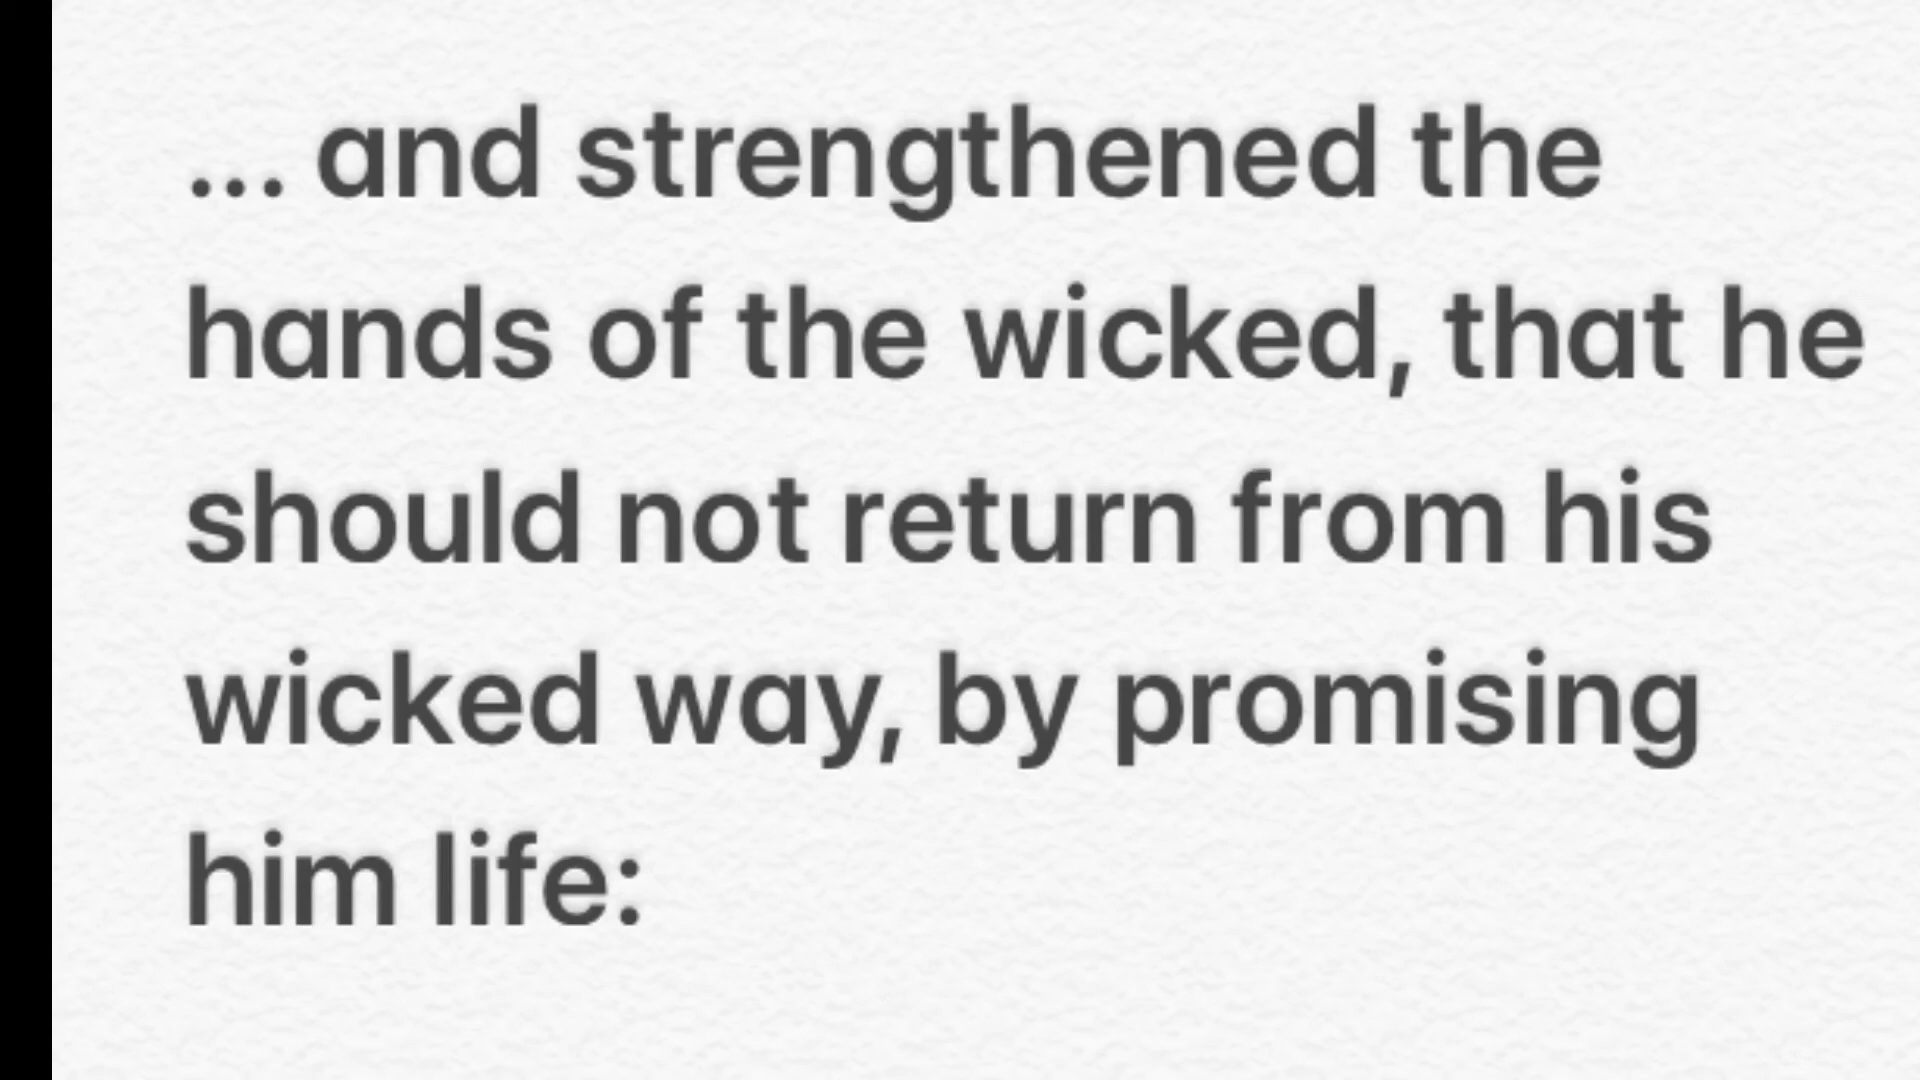 ... and strengthened the
hands of the wicked, that he
should not return from his
wicked way, by promising
him life: